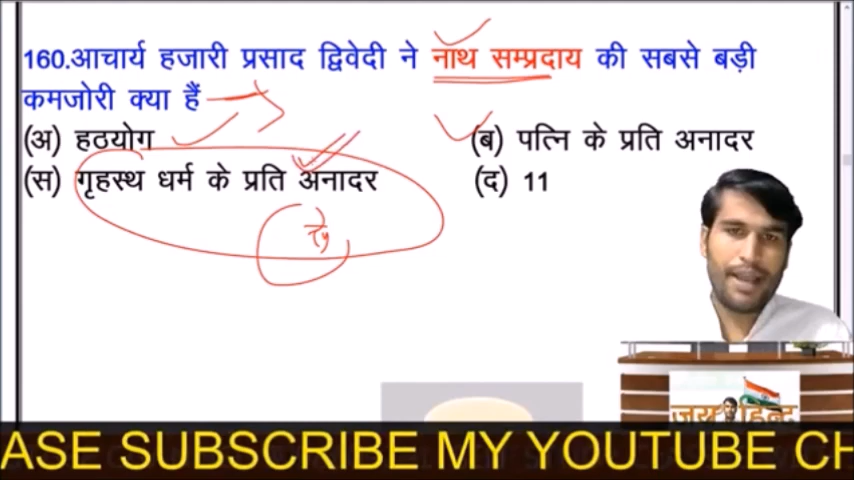 160.आचार्य हजारी प्रसाद द्विवेदी ने नाथ सम्प्रदाय की सबसे बड़ी
कमजोरी क्या हैं
(अ) हठयोग (ब) पत्नि के प्रति अनादर
(स) गृहस्थ धर्म के प्रति अनादर (द) 11
जय हिन्द
ASE SUBSCRIBE MY YOUTUBE CH